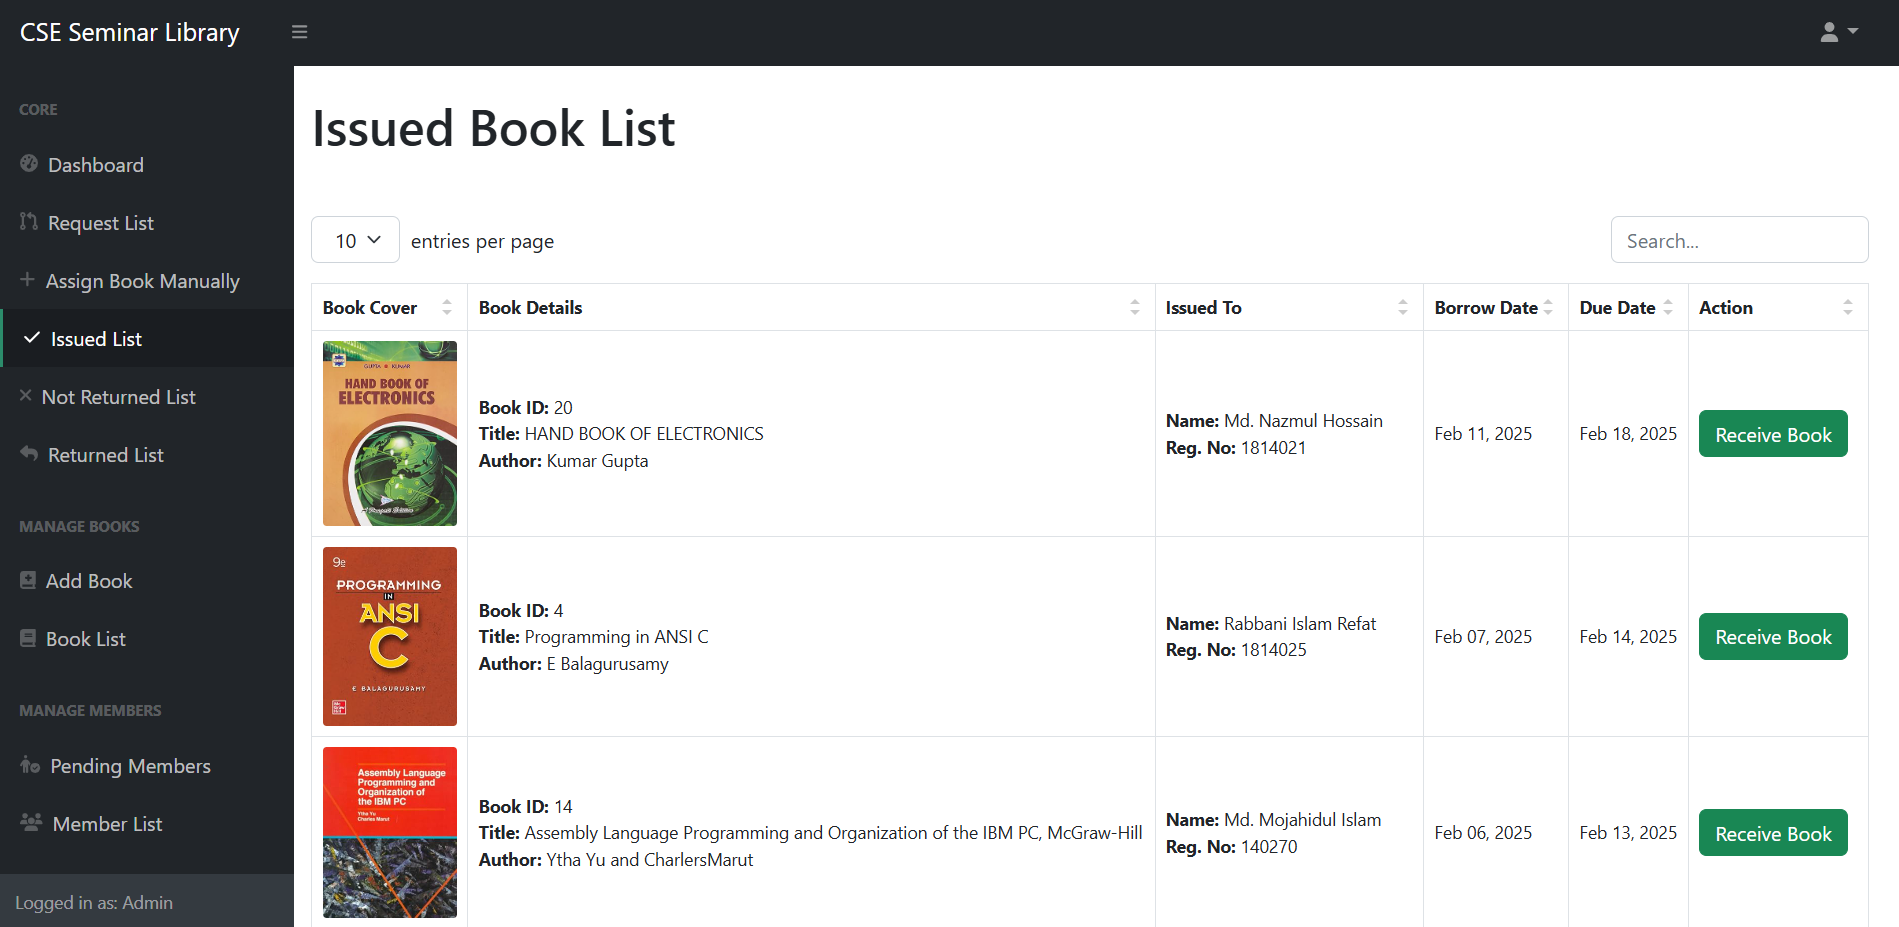 CSE Seminar Library
CORE
Dashboard
Request List
Assign Book Manually
Issued List
Not Returned List
Returned List
MANAGE BOOKS
Add Book
Book List
MANAGE MEMBERS
Pending Members
Member List
Logged in as: Admin
Issued Book List
10 entries per page
Search...
Book Cover Book Details Issued To Borrow Date Due Date Action
GUPTA KUMAR
HAND BOOK OF
ELECTRONICS
Book ID: 20
Title: HAND BOOK OF ELECTRONICS
Author: Kumar Gupta
Name: Md. Nazmul Hossain
Reg. No: 1814021
Feb 11, 2025
Feb 18, 2025
Receive Book
9e
PROGRAMMING
IN
ANSI
C
E BALAGURUSAMY
Mc
Graw
Hill
Book ID: 4
Title: Programming in ANSI C
Author: E Balagurusamy
Name: Rabbani Islam Refat
Reg. No: 1814025
Feb 07, 2025
Feb 14, 2025
Receive Book
Assembly Language
Programming and
Organization of
the IBM PC
Ytha Yu
Charles Marut
Book ID: 14
Title: Assembly Language Programming and Organization of the IBM PC, McGraw-Hill
Author: Ytha Yu and CharlersMarut
Name: Md. Mojahidul Islam
Reg. No: 140270
Feb 06, 2025
Feb 13, 2025
Receive Book